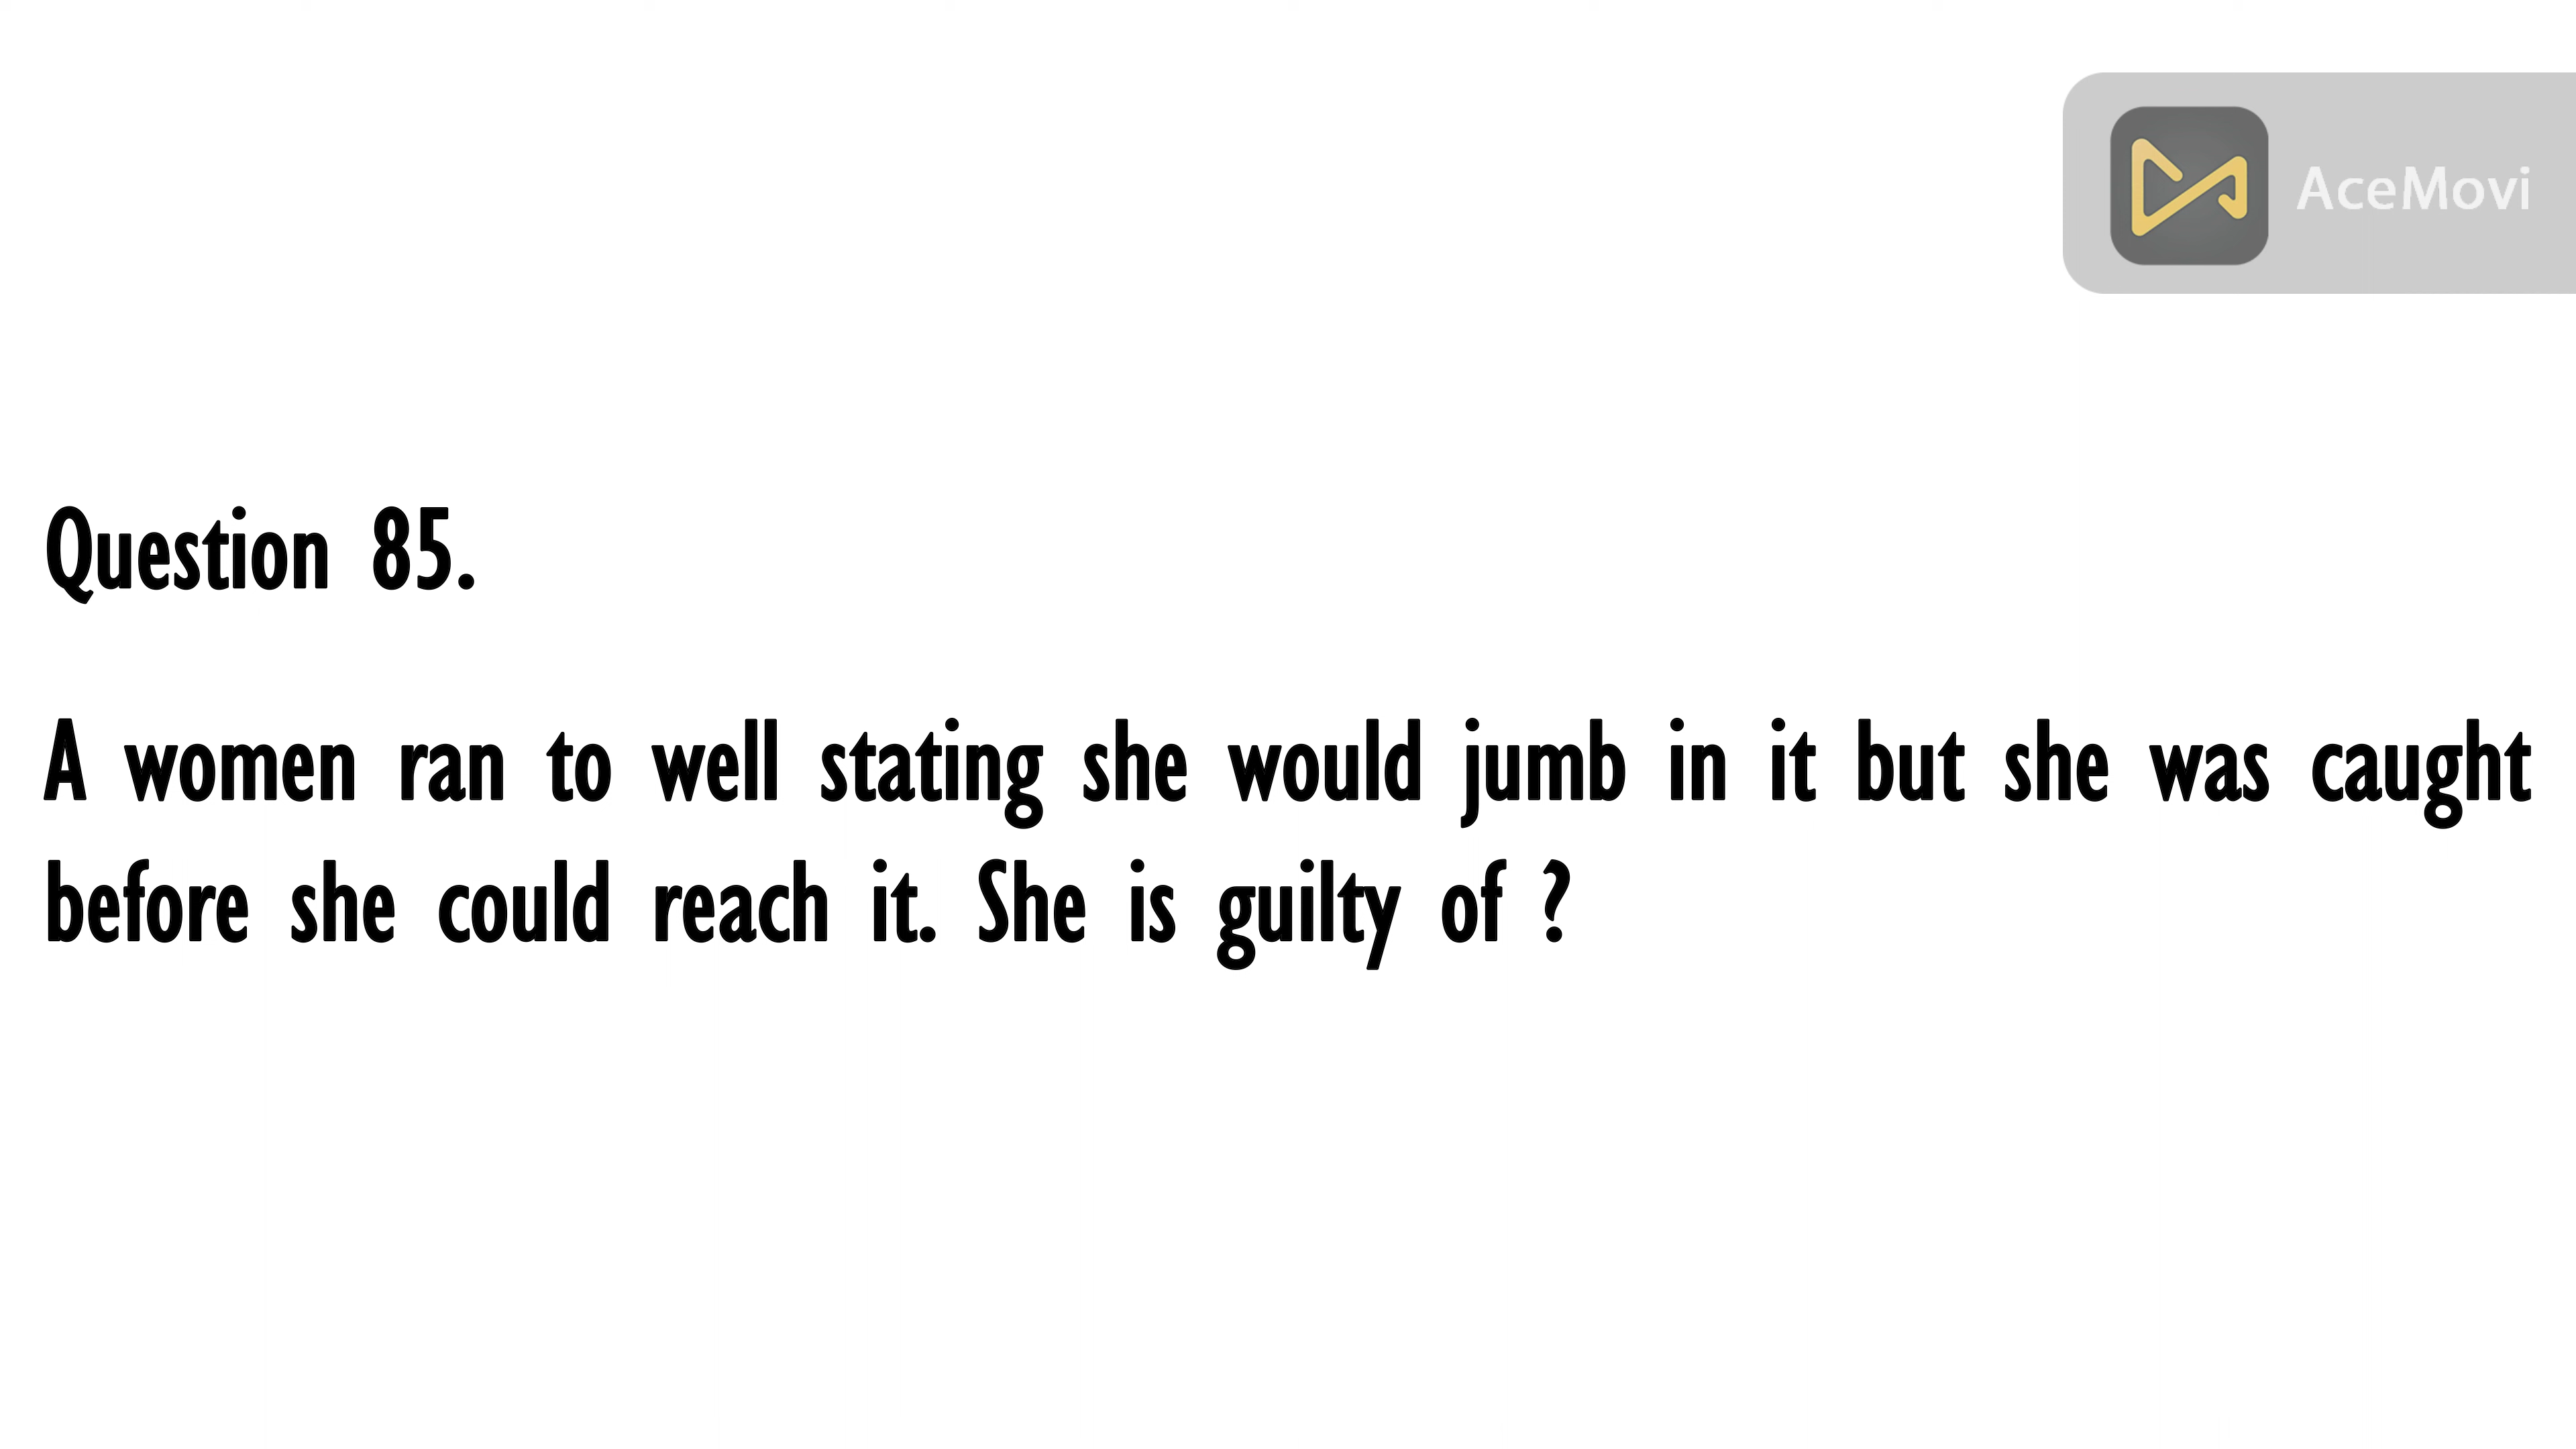 AceMovi
Question 85.
A women ran to well stating she would jumb in it but she was caught
before she could reach it. She is guilty of ?